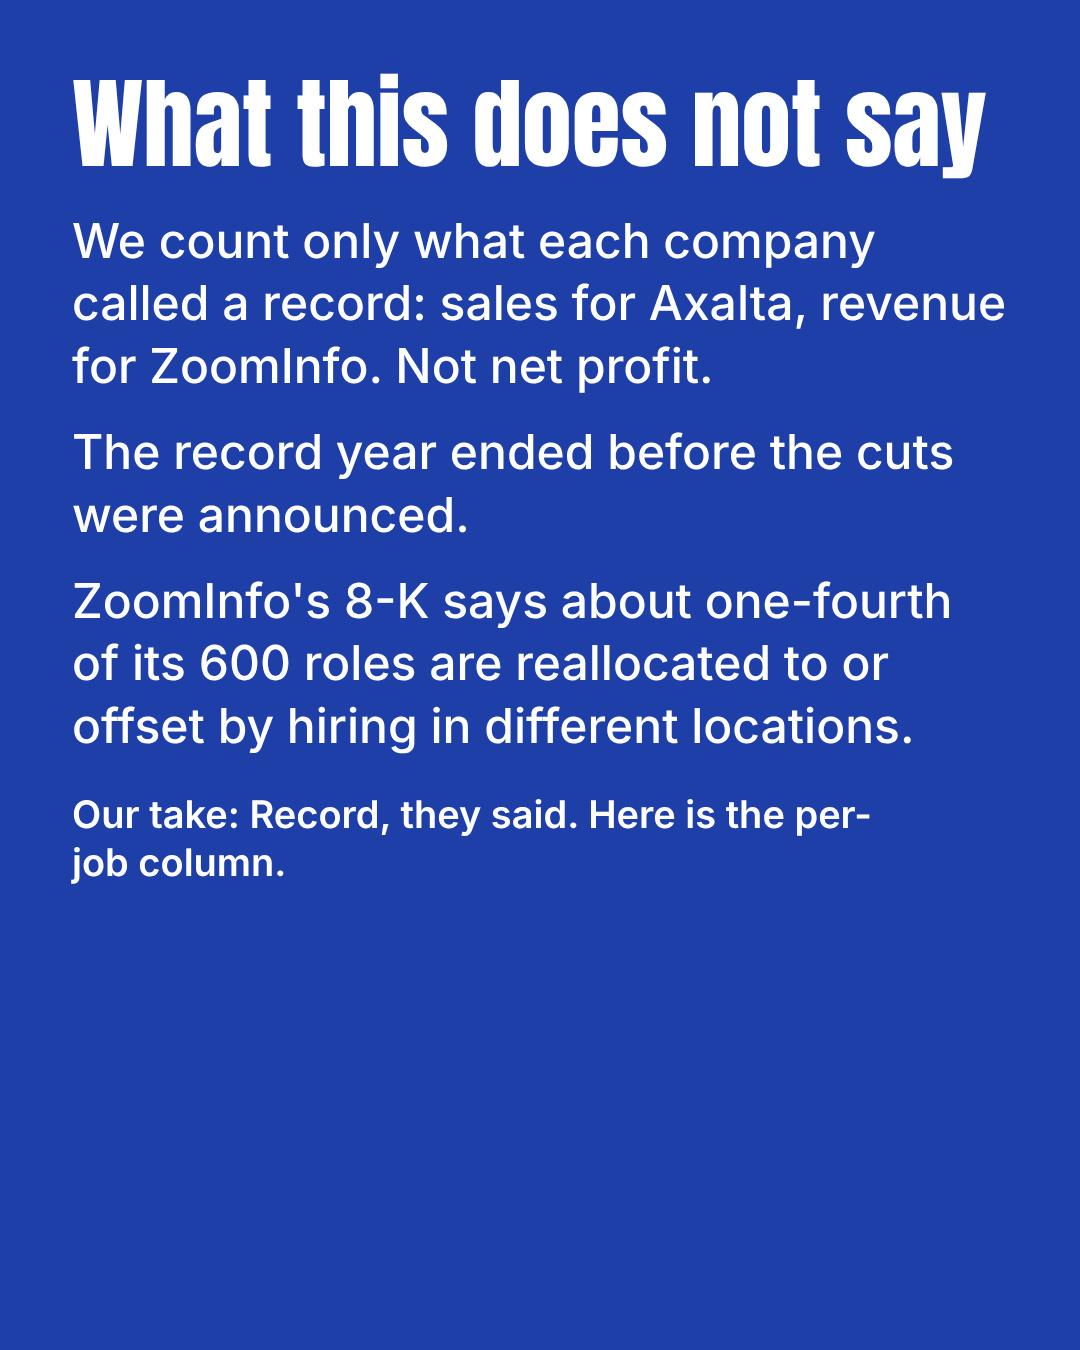 What this does not say
We count only what each company
called a record: sales for Axalta, revenue
for ZoomInfo. Not net profit.
The record year ended before the cuts
were announced.
ZoomInfo's 8-K says about one-fourth
of its 600 roles are reallocated to or
offset by hiring in different locations.
Our take: Record, they said. Here is the per-
job column.